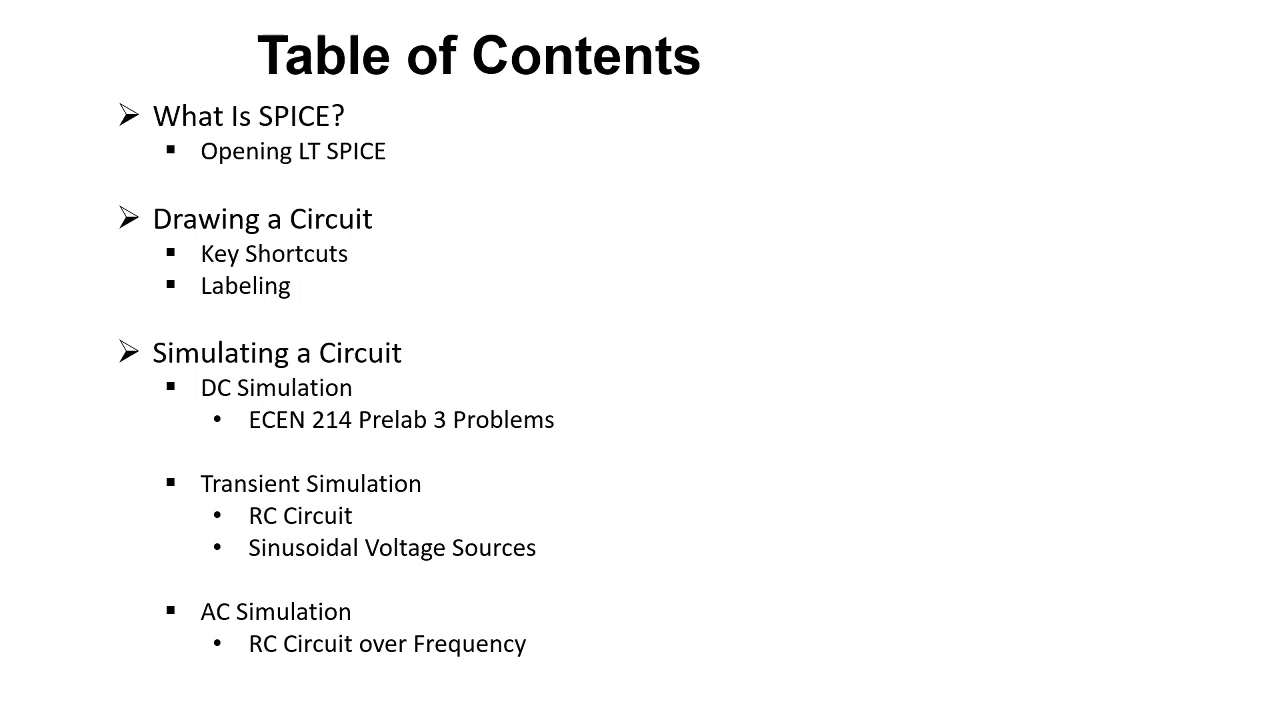 Table of Contents
➢ What Is SPICE?
▪ Opening LT SPICE
➢ Drawing a Circuit
▪ Key Shortcuts
▪ Labeling
➢ Simulating a Circuit
▪ DC Simulation
• ECEN 214 Prelab 3 Problems
▪ Transient Simulation
• RC Circuit
• Sinusoidal Voltage Sources
▪ AC Simulation
• RC Circuit over Frequency